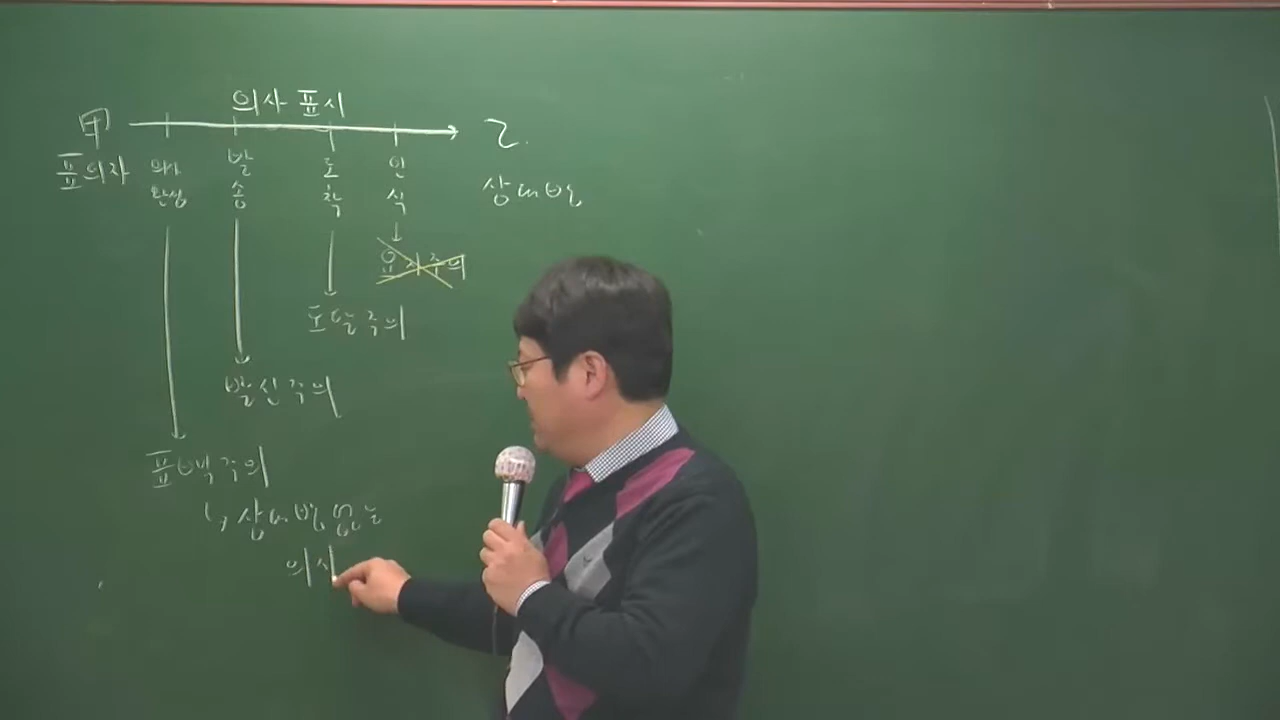 의사 표시
甲 乙.
표의자 의사완성 발송 도착 인식 상대방
요지주의
도달주의
발신주의
표백주의
↳ 상대방 없는
의사